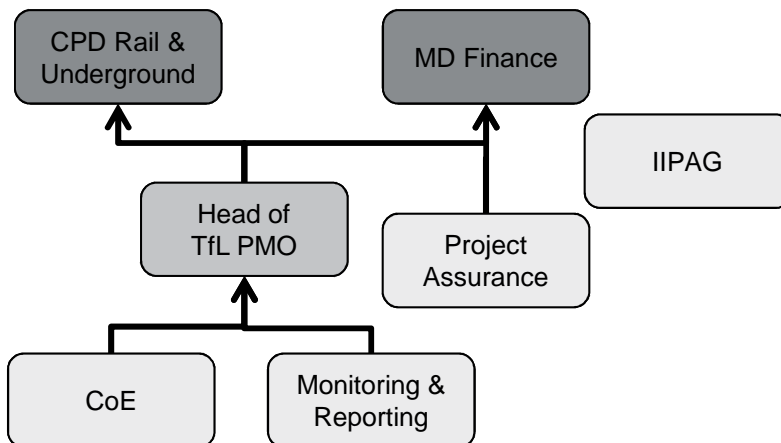 CPD Rail &
Underground
MD Finance
IIPAG
Head of
TfL PMO
Project
Assurance
CoE
Monitoring &
Reporting